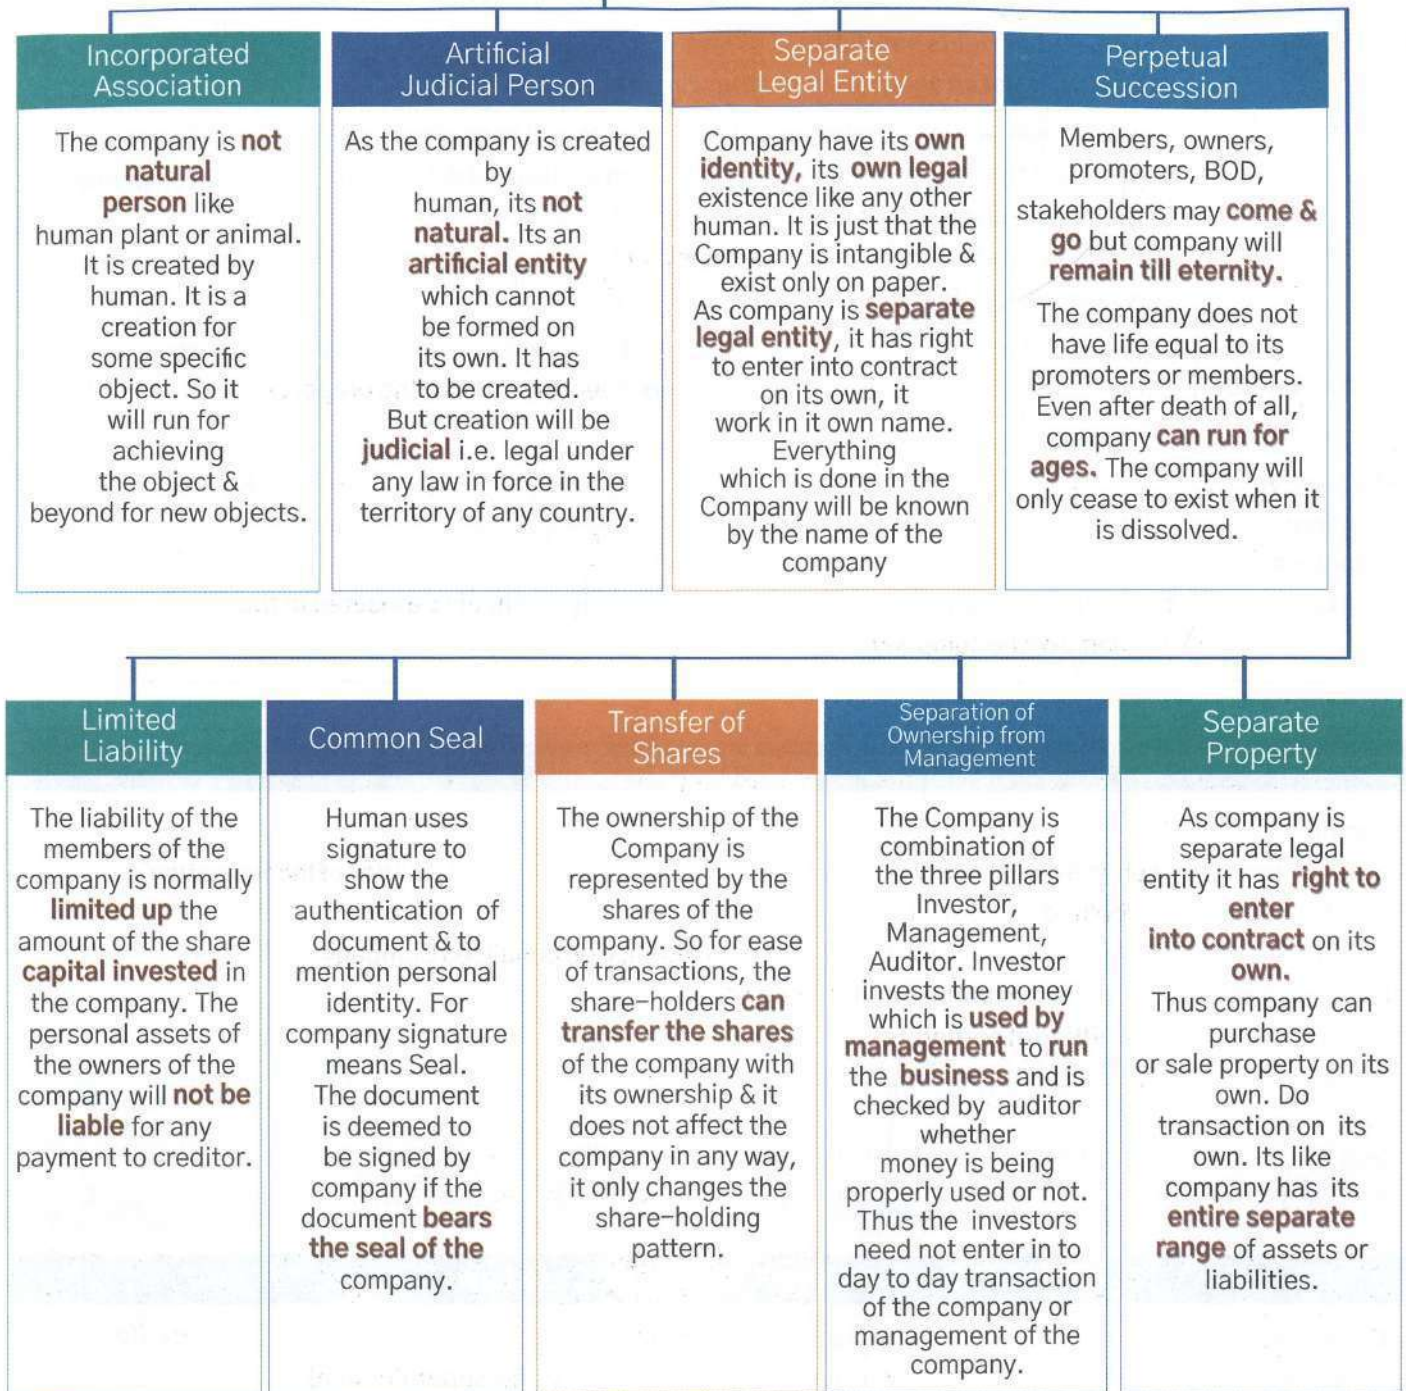 Incorporated
Association
The company is not
natural
person like
human plant or animal.
It is created by
human. It is a
creation for
some specific
object. So it
will run for
achieving
the object &
beyond for new objects.
Artificial
Judicial Person
As the company is created
by
human, its not
natural. Its an
artificial entity
which cannot
be formed on
its own. It has
to be created.
But creation will be
judicial i.e. legal under
any law in force in the
territory of any country.
Separate
Legal Entity
Company have its own
identity, its own legal
existence like any other
human. It is just that the
Company is intangible &
exist only on paper.
As company is separate
legal entity, it has right
to enter into contract
on its own, it
work in it own name.
Everything
which is done in the
Company will be known
by the name of the
company
Perpetual
Succession
Members, owners,
promoters, BOD,
stakeholders may come &
go but company will
remain till eternity.
The company does not
have life equal to its
promoters or members.
Even after death of all,
company can run for
ages. The company will
only cease to exist when it
is dissolved.
Limited
Liability
The liability of the
members of the
company is normally
limited up the
amount of the share
capital invested in
the company. The
personal assets of
the owners of the
company will not be
liable for any
payment to creditor.
Common Seal
Human uses
signature to
show the
authentication of
document & to
mention personal
identity. For
company signature
means Seal.
The document
is deemed to
be signed by
company if the
document bears
the seal of the
company.
Transfer of
Shares
The ownership of the
Company is
represented by the
shares of the
company. So for ease
of transactions, the
share-holders can
transfer the shares
of the company with
its ownership & it
does not affect the
company in any way,
it only changes the
share-holding
pattern.
Separation of
Ownership from
Management
The Company is
combination of
the three pillars
Investor,
Management,
Auditor. Investor
invests the money
which is used by
management to run
the business and is
checked by auditor
whether
money is being
properly used or not.
Thus the investors
need not enter in to
day to day transaction
of the company or
management of the
company.
Separate
Property
As company is
separate legal
entity it has right to
enter
into contract on its
own.
Thus company can
purchase
or sale property on its
own. Do
transaction on its
own. Its like
company has its
entire separate
range of assets or
liabilities.